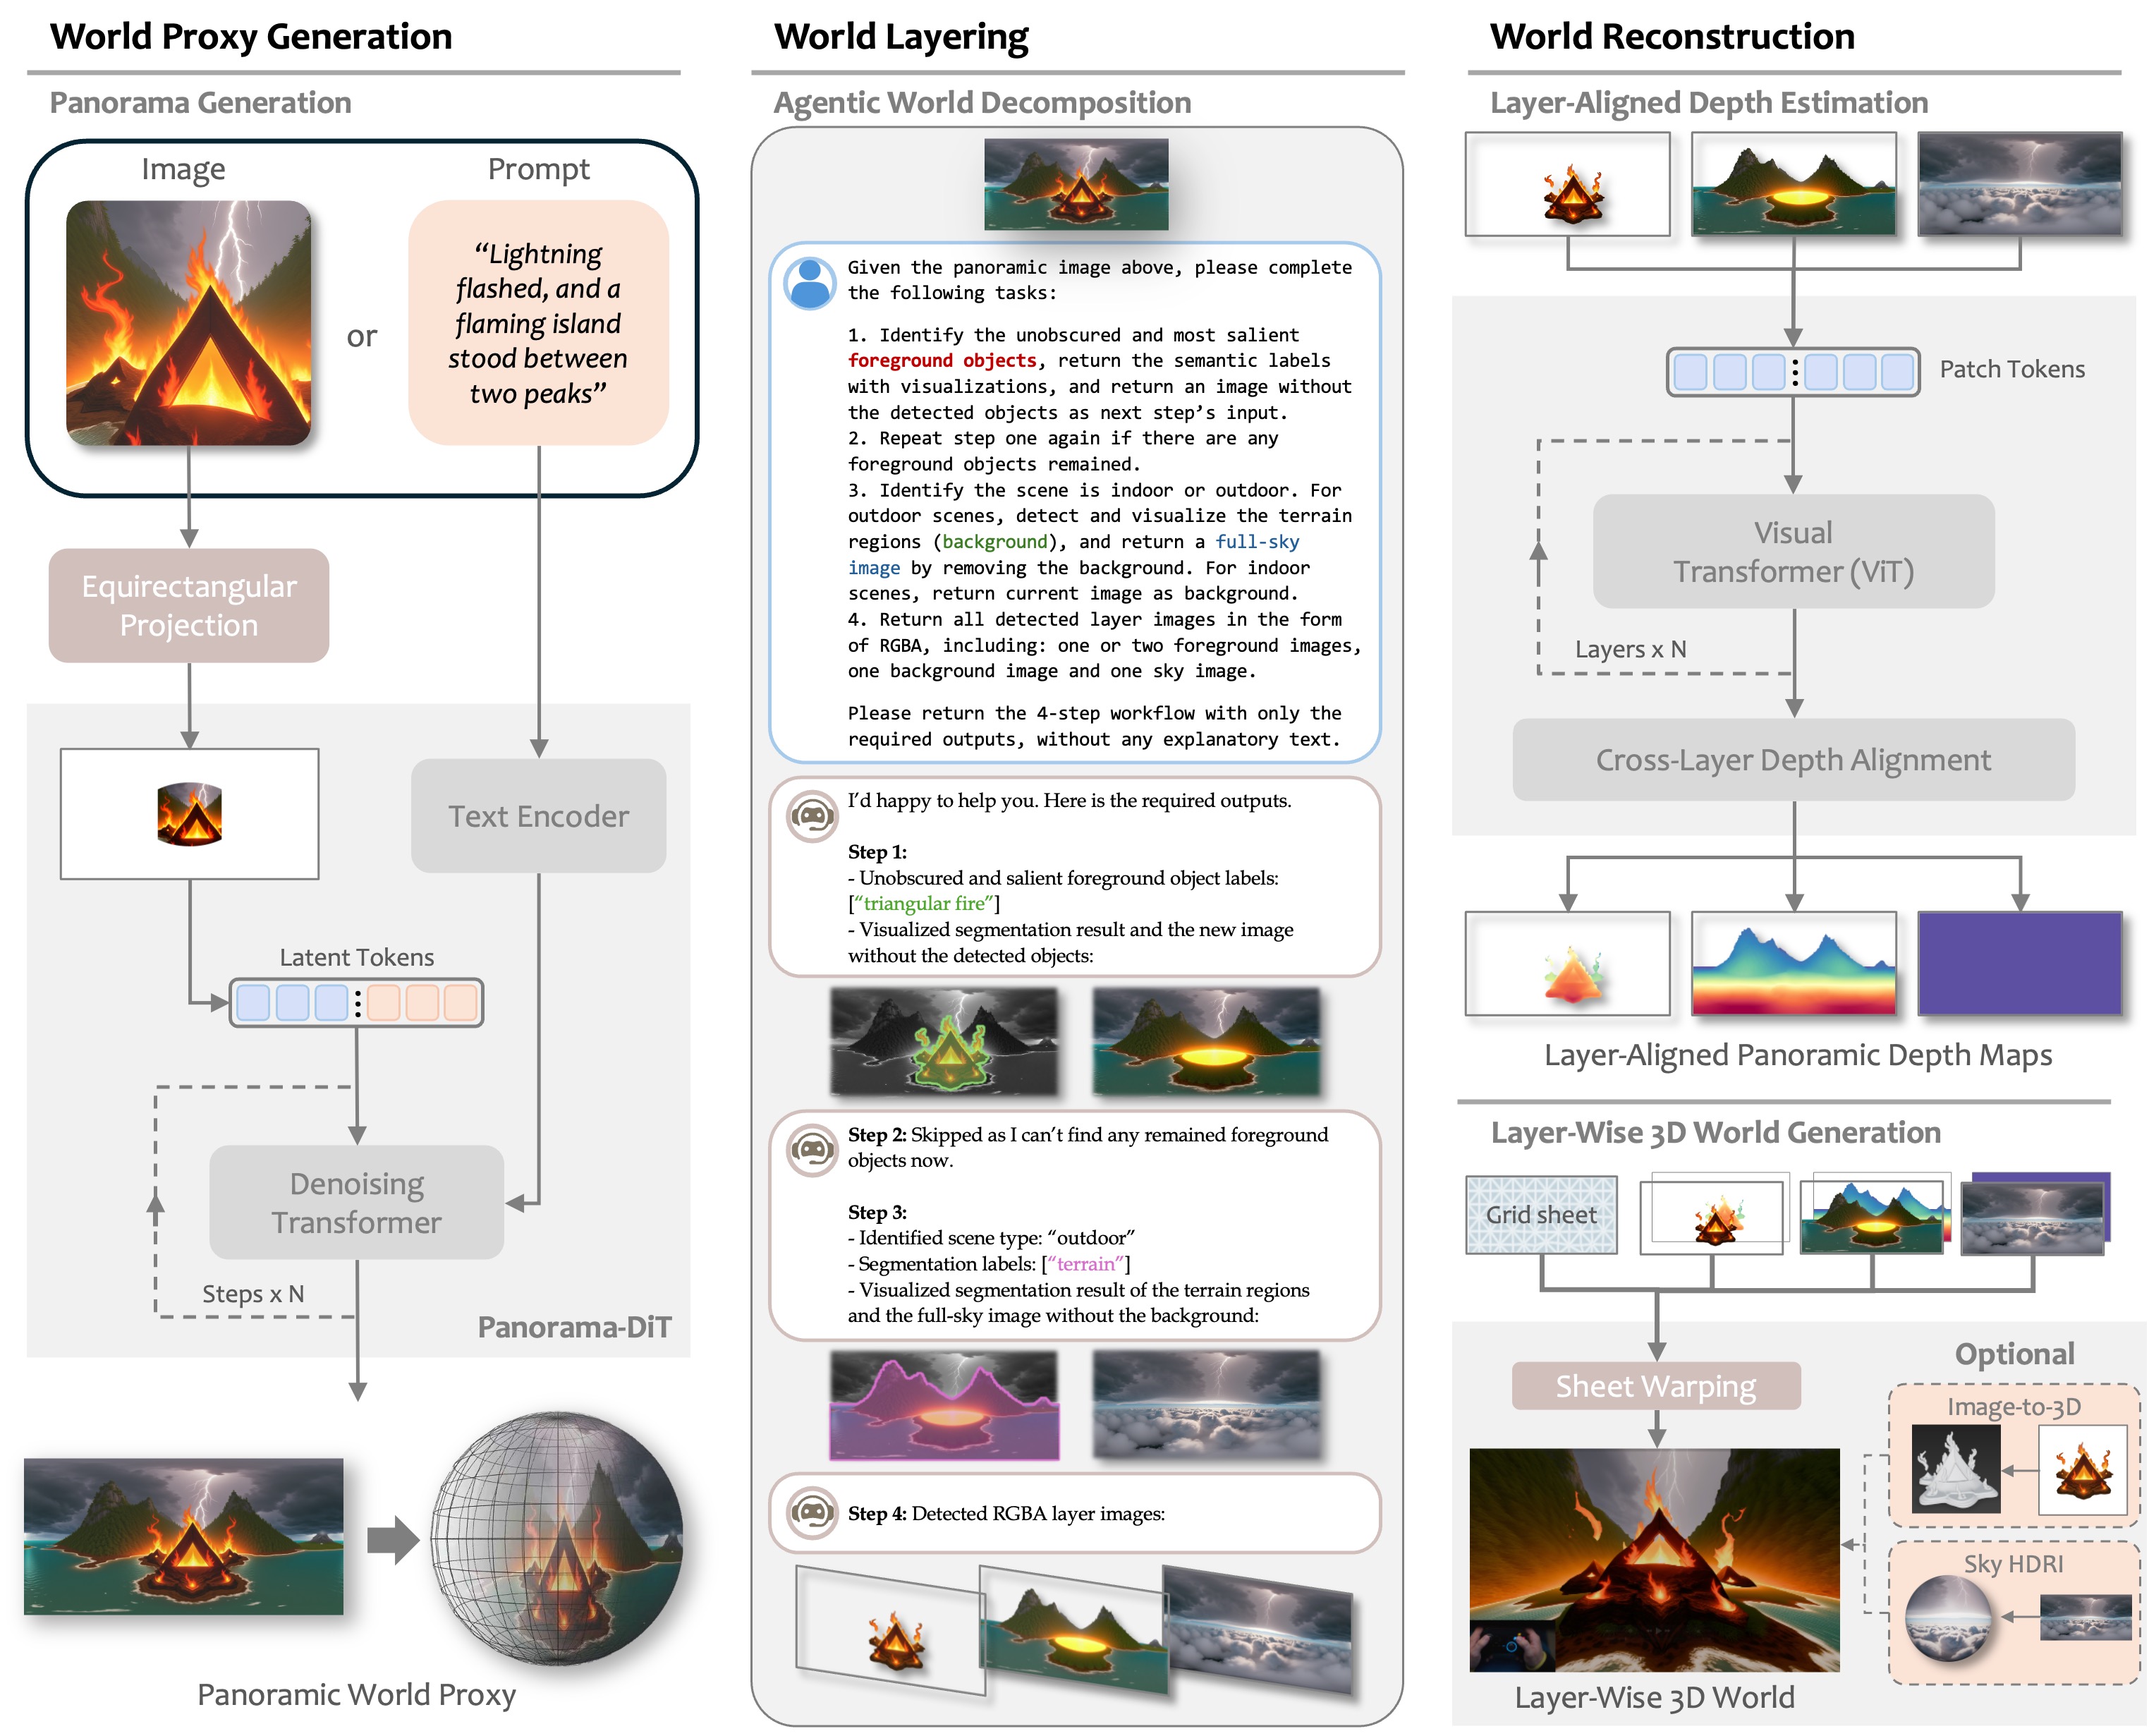 World Proxy Generation
Panorama Generation
Image
Prompt
“Lightning
flashed, and a
flaming island
stood between
two peaks”
or
Equirectangular
Projection
Text Encoder
Latent Tokens
Denoising
Transformer
Steps x N
Panorama-DiT
Panoramic World Proxy
World Layering
Agentic World Decomposition
Given the panoramic image above, please complete
the following tasks:
1. Identify the unobscured and most salient
foreground objects, return the semantic labels
with visualizations, and return an image without
the detected objects as next step’s input.
2. Repeat step one again if there are any
foreground objects remained.
3. Identify the scene is indoor or outdoor. For
outdoor scenes, detect and visualize the terrain
regions (background), and return a full-sky
image by removing the background. For indoor
scenes, return current image as background.
4. Return all detected layer images in the form
of RGBA, including: one or two foreground images,
one background image and one sky image.
Please return the 4-step workflow with only the
required outputs, without any explanatory text.
I’d happy to help you. Here is the required outputs.
Step 1:
- Unobscured and salient foreground object labels:
[“triangular fire”]
- Visualized segmentation result and the new image
without the detected objects:
Step 2: Skipped as I can’t find any remained foreground
objects now.
Step 3:
- Identified scene type: “outdoor”
- Segmentation labels: [“terrain”]
- Visualized segmentation result of the terrain regions
and the full-sky image without the background:
Step 4: Detected RGBA layer images:
World Reconstruction
Layer-Aligned Depth Estimation
Patch Tokens
Visual
Transformer (ViT)
Layers x N
Cross-Layer Depth Alignment
Layer-Aligned Panoramic Depth Maps
Layer-Wise 3D World Generation
Grid sheet
Sheet Warping
Optional
Image-to-3D
Sky HDRI
Layer-Wise 3D World